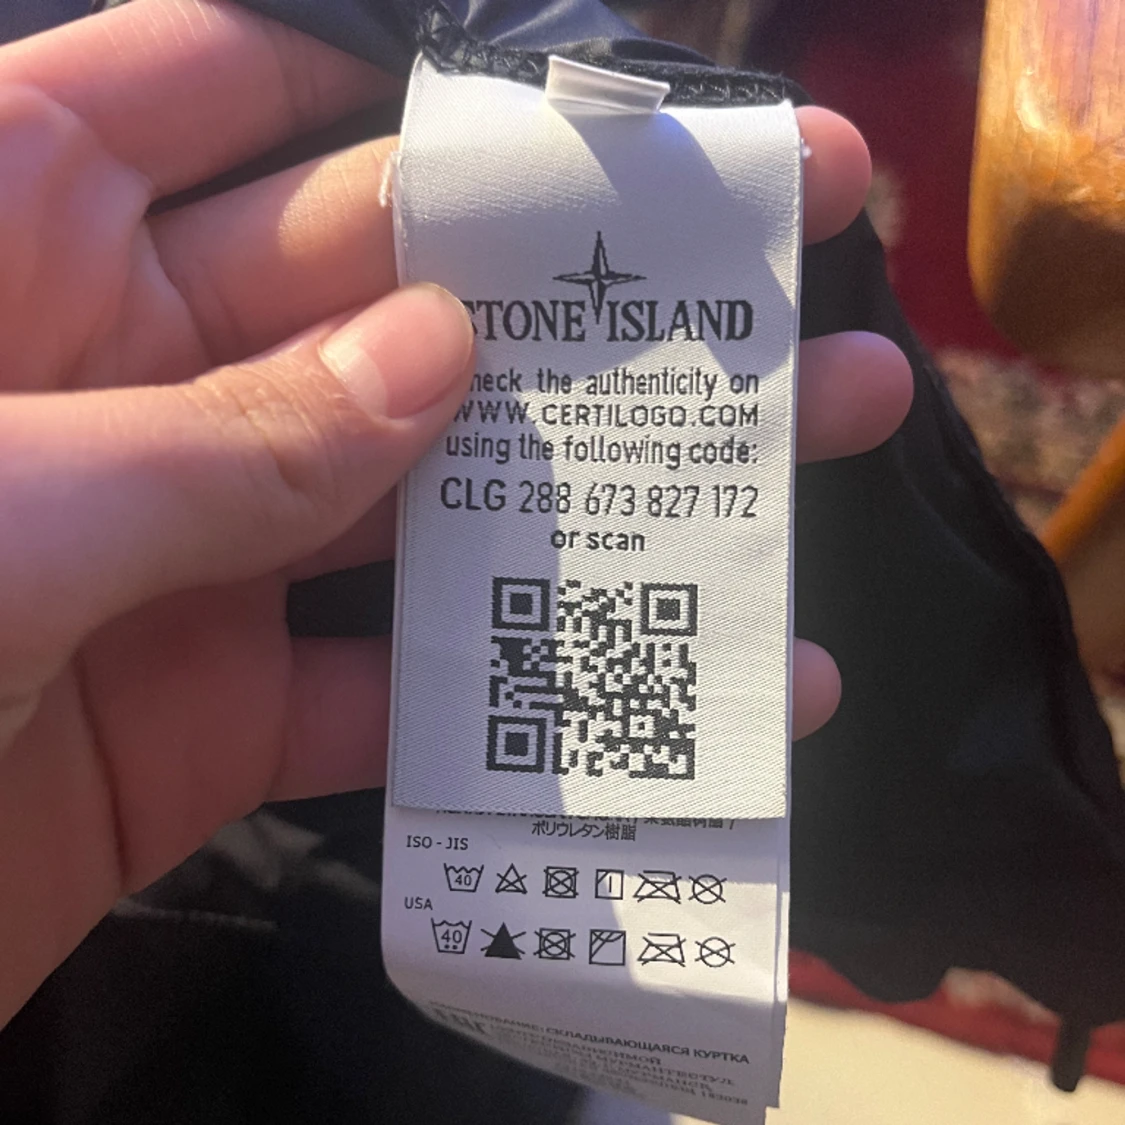 STONE ISLAND
heck the authenticity on
WWW.CERTILOGO.COM
using the following code:
CLG 288 673 827 172
or scan
ポリウレタン樹脂
ISO - JIS
40
USA
40
НАИМЕНОВАНИЕ: СКЛАДЫВАЮЩАЯСЯ КУРТКА